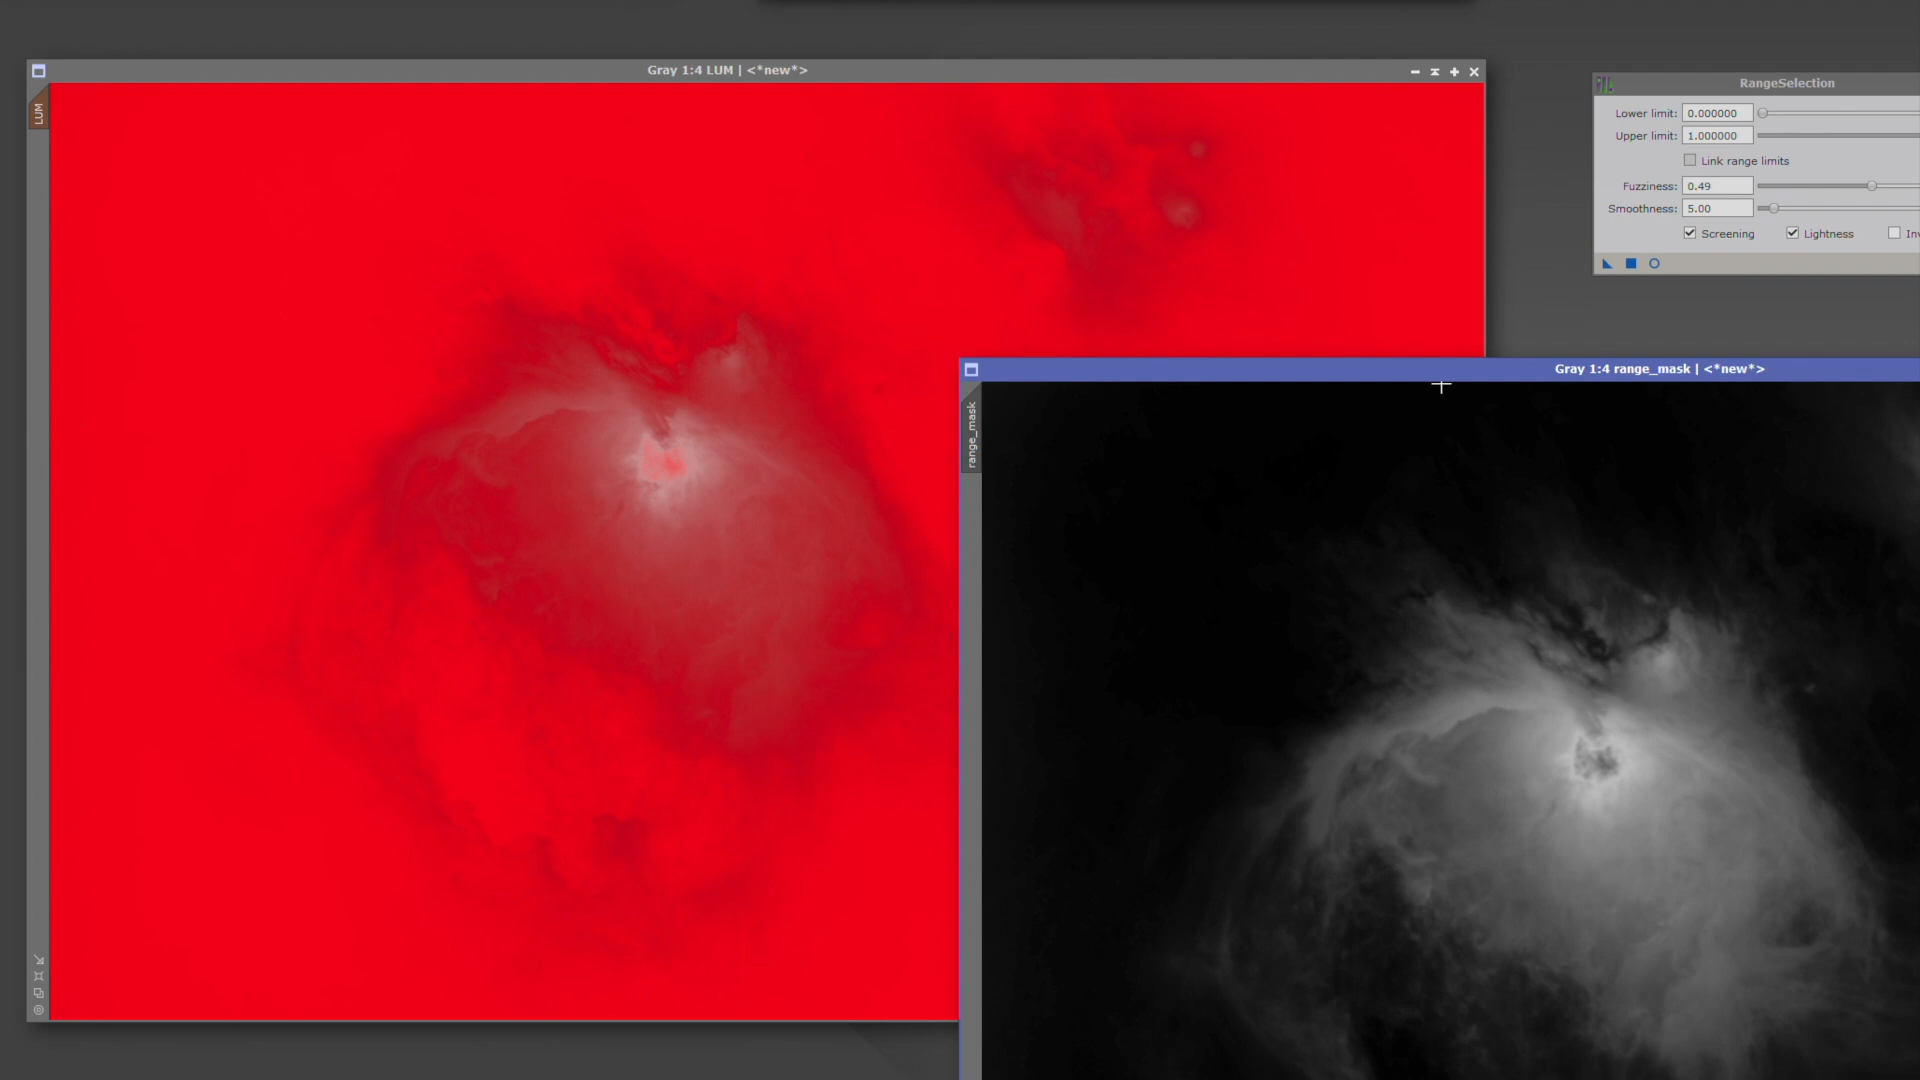 Gray 1:4 LUM | <*new*>
LUM
RangeSelection
Lower limit: 0.000000
Upper limit: 1.000000
Link range limits
Fuzziness: 0.49
Smoothness: 5.00
Screening Lightness Inv
Gray 1:4 range_mask | <*new*>
range_mask